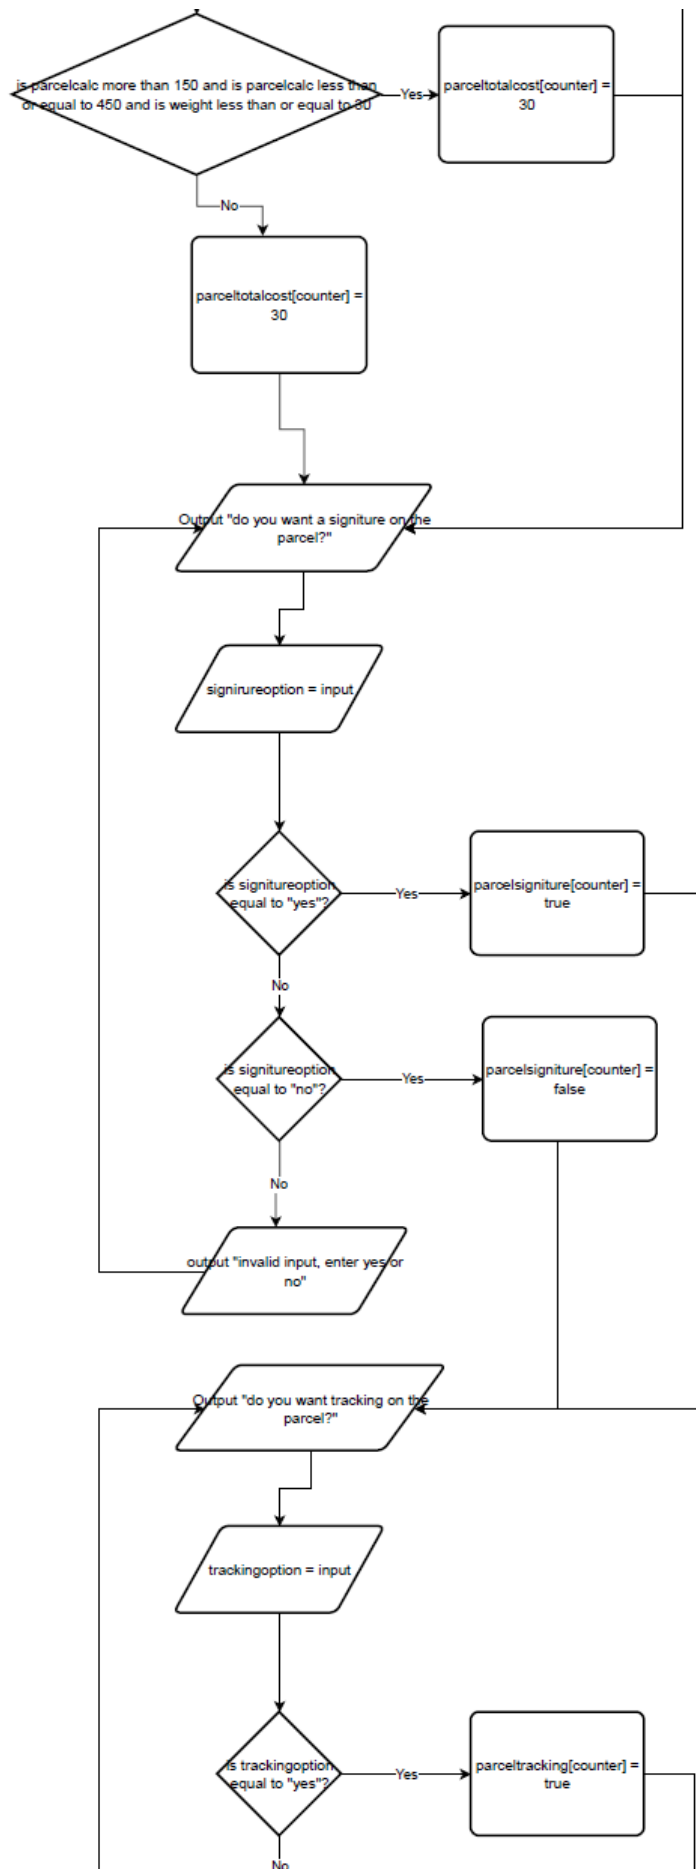 is parcelcalc more than 150 and is parcelcalc less than
or equal to 450 and is weight less than or equal to 30
Yes
parceltotalcost[counter] =
30
No
parceltotalcost[counter] =
30
Output "do you want a signiture on the
parcel?"
signirureoption = input
is signitureoption
equal to "yes"?
Yes
parcelsigniture[counter] =
true
No
is signitureoption
equal to "no"?
Yes
parcelsigniture[counter] =
false
No
output "invalid input, enter yes or
no"
Output "do you want tracking on the
parcel?"
trackingoption = input
is trackingoption
equal to "yes"?
Yes
parceltracking[counter] =
true
No